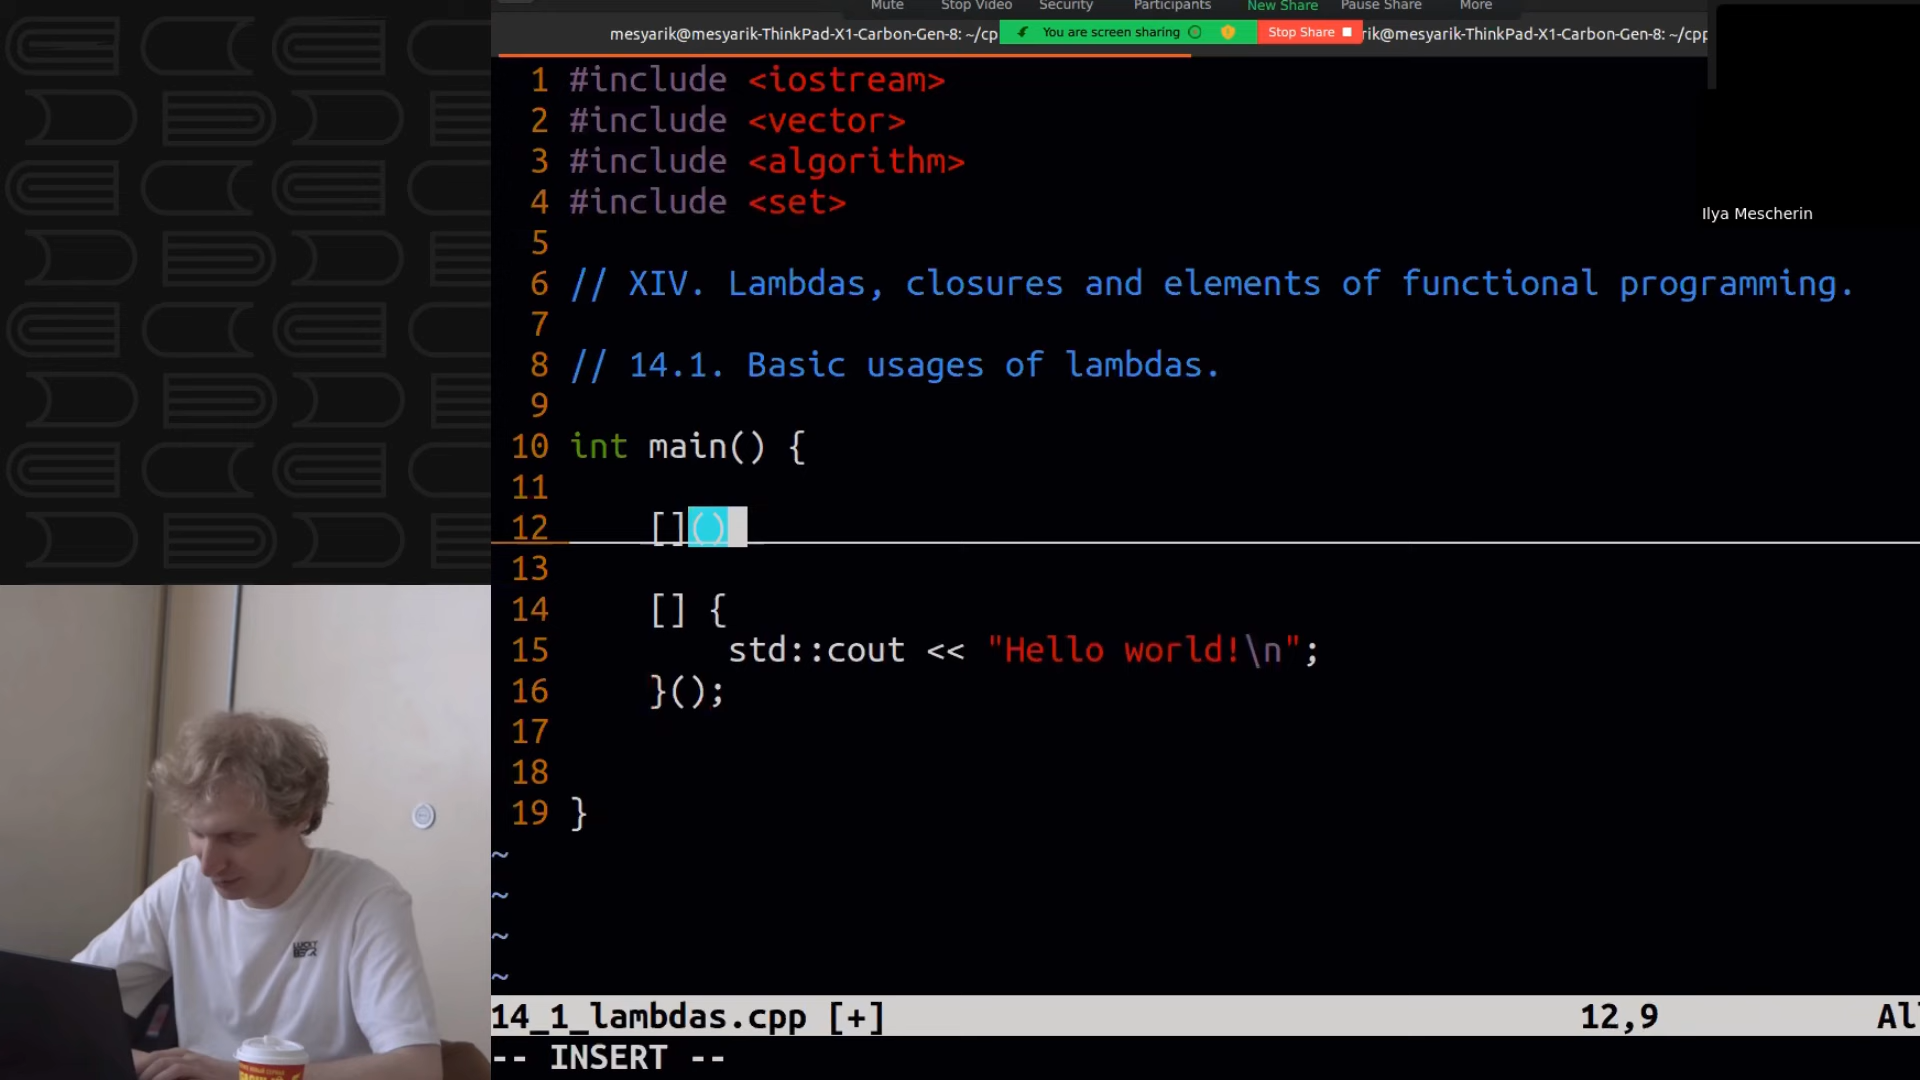 Mute Stop Video Security Participants New Share Pause Share More
mesyarik@mesyarik-ThinkPad-X1-Carbon-Gen-8: ~/cp You are screen sharing Stop Share rik@mesyarik-ThinkPad-X1-Carbon-Gen-8: ~/cpp
1 #include <iostream>
2 #include <vector>
3 #include <algorithm>
4 #include <set>
Ilya Mescherin
5
6 // XIV. Lambdas, closures and elements of functional programming.
7
8 // 14.1. Basic usages of lambdas.
9
10 int main() {
11
12 []()
13
14 [] {
15 std::cout << "Hello world!\n";
16 }();
17
18
19 }
~
~
~
~
14_1_lambdas.cpp [+] 12,9 Al
-- INSERT --